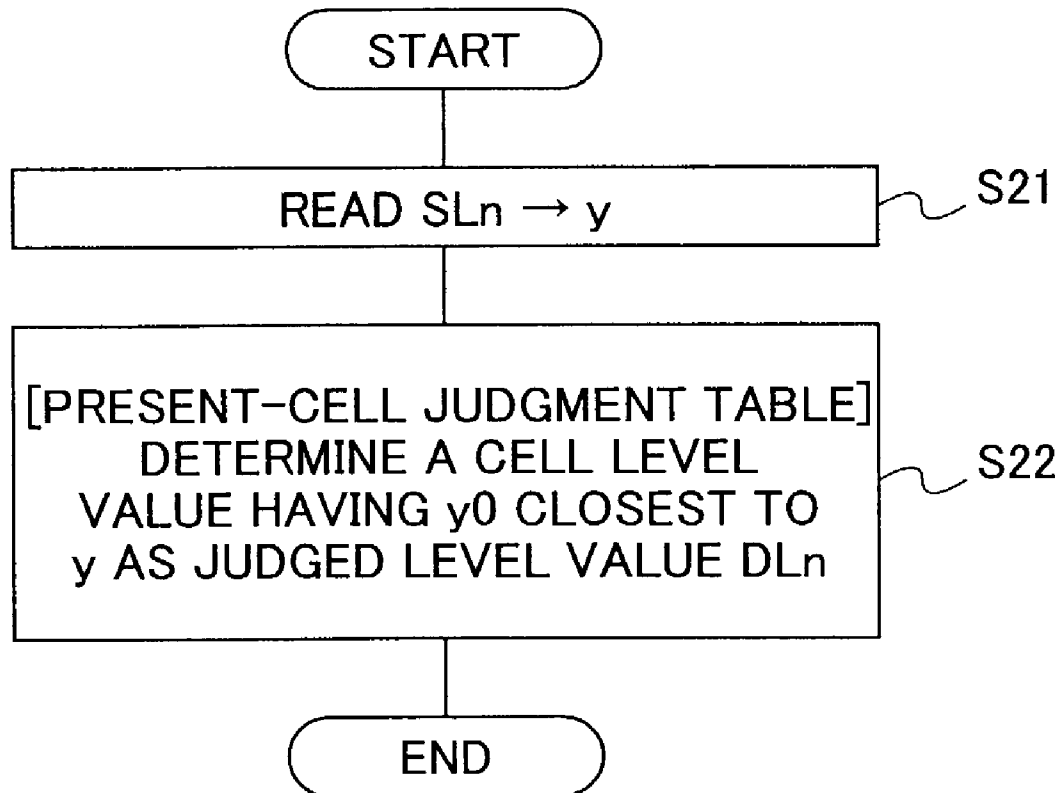 START
READ SLn → y
S21
[PRESENT-CELL JUDGMENT TABLE]
DETERMINE A CELL LEVEL
VALUE HAVING y0 CLOSEST TO
y AS JUDGED LEVEL VALUE DLn
S22
END